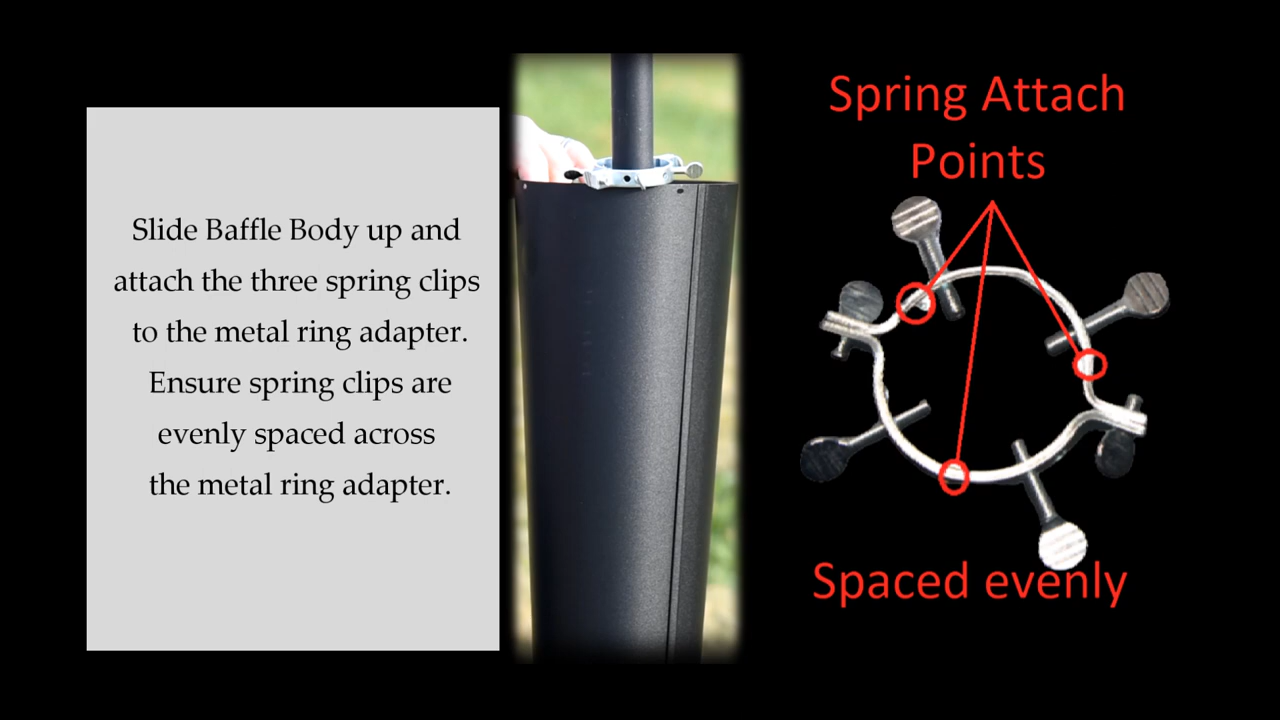 Slide Baffle Body up and
attach the three spring clips
to the metal ring adapter.
Ensure spring clips are
evenly spaced across
the metal ring adapter.
Spring Attach
Points
Spaced evenly